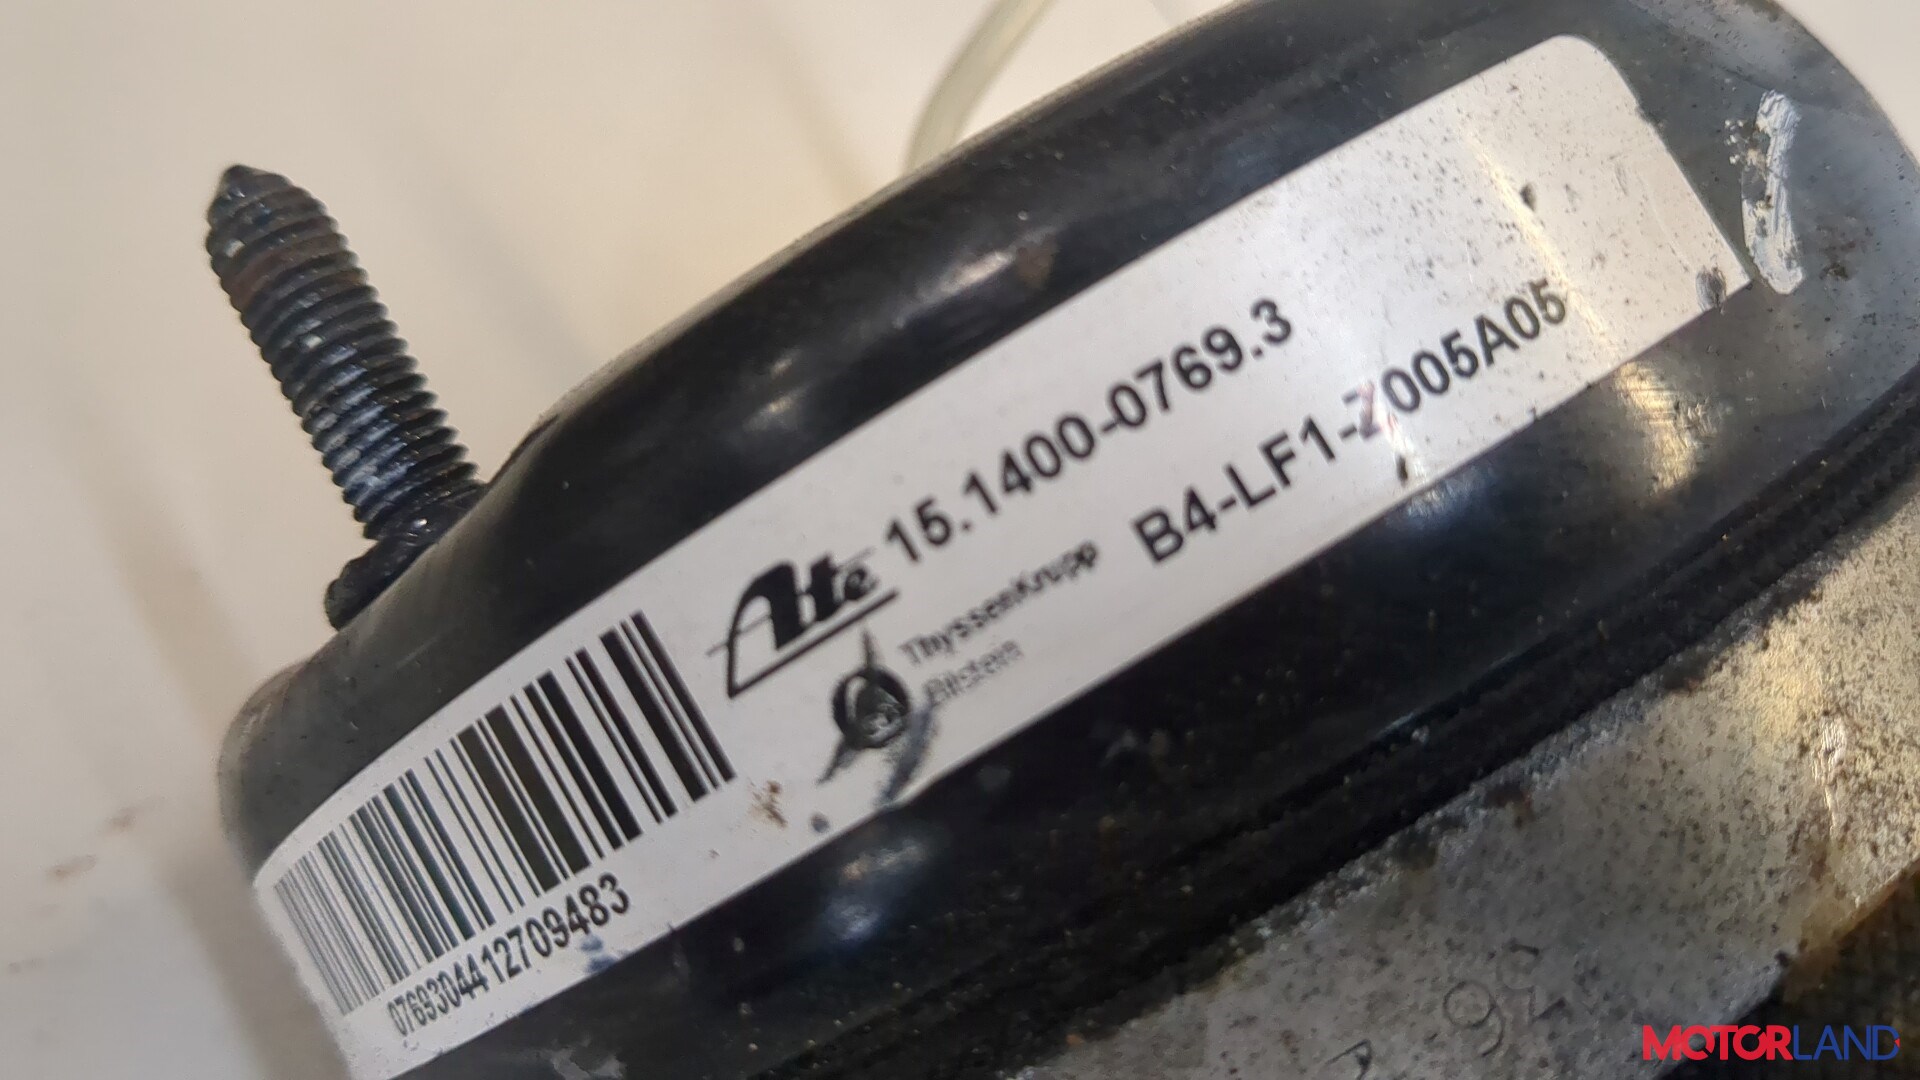 Ate 15.1400-0769.3
ThyssenKrupp
Bilstein
B4-LF1-Z005A05
0769304412709483
MOTORLAND